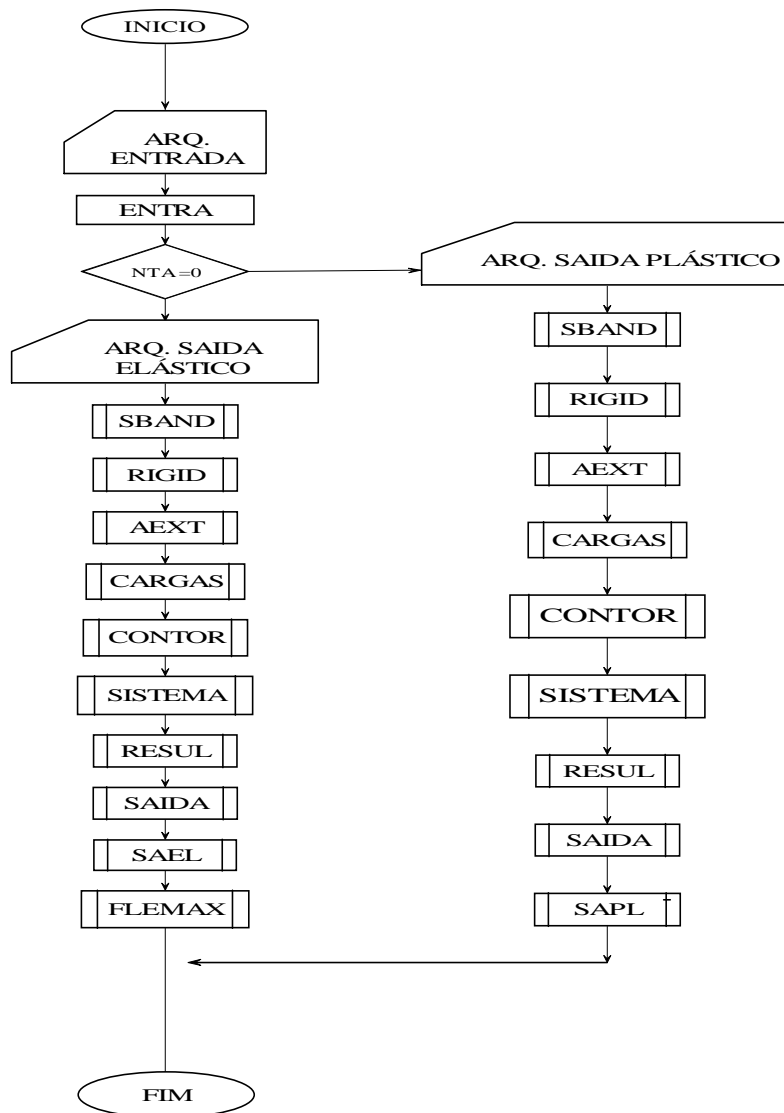 INICIO
ARQ.
ENTRADA
ENTRA
NTA=0
ARQ. SAIDA
ELÁSTICO
SBAND
RIGID
AEXT
CARGAS
CONTOR
SISTEMA
RESUL
SAIDA
SAEL
FLEMAX
ARQ. SAIDA PLÁSTICO
SBAND
RIGID
AEXT
CARGAS
CONTOR
SISTEMA
RESUL
SAIDA
SAPL
FIM